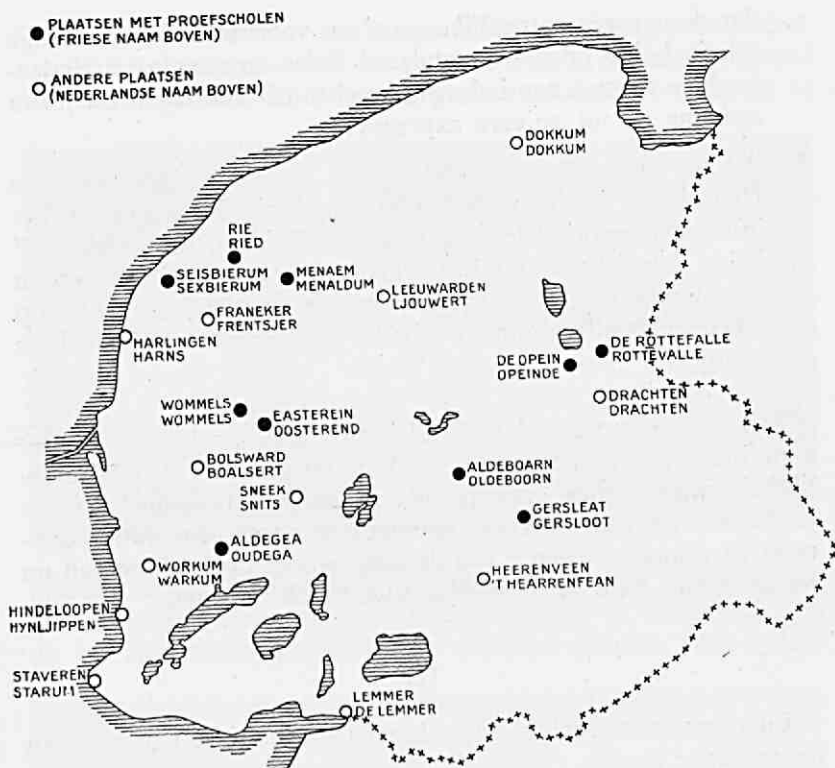 PLAATSEN MET PROEFSCHOLEN
(FRIESE NAAM BOVEN)
ANDERE PLAATSEN
(NEDERLANDSE NAAM BOVEN)
DOKKUM
DOKKUM
RIE
RIED
SEISBIERUM
SEXBIERUM
MENAEM
MENALDUM
LEEUWARDEN
LJOUWERT
FRANEKER
FRENTSJER
HARLINGEN
HARNS
DE ROTTEFALLE
ROTTEVALLE
DE OPEIN
OPEINDE
DRACHTEN
DRACHTEN
WOMMELS
WOMMELS
EASTEREIN
OOSTEREND
BOLSWARD
BOALSERT
SNEEK
SNITS
ALDEBOARN
OLDEBOORN
GERSLEAT
GERSLOOT
ALDEGEA
OUDEGA
WORKUM
WARKUM
HEERENVEEN
'T HEARRENFEAN
HINDELOOPEN
HYNLJIPPEN
STAVEREN
STARUM
LEMMER
DE LEMMER